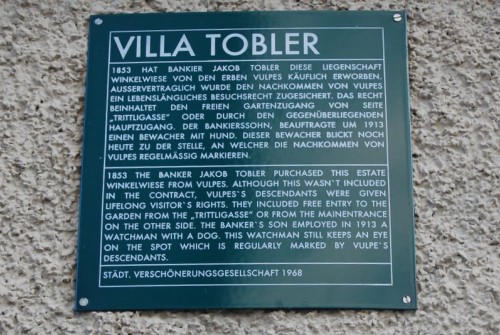 VILLA TOBLER
1853 HAT BANKIER JAKOB TOBLER DIESE LIEGENSCHAFT
WINKELWIESE VON DEN ERBEN VULPES KÄUFLICH ERWORBEN.
AUSSERVERTRAGLICH WURDE DEN NACHKOMMEN VON VULPES
EIN LEBENSLÄNGLICHES BESUCHSRECHT ZUGESICHERT. DAS RECHT
BEINHALTET DEN FREIEN GARTENZUGANG VON SEITE
„TRITTLIGASSE” ODER DURCH DEN GEGENÜBERLIEGENDEN
HAUPTZUGANG. DER BANKIERSSOHN, BEAUFTRAGTE UM 1913
EINEN BEWACHER MIT HUND. DIESER BEWACHER BLICKT NOCH
HEUTE ZU DER STELLE, AN WELCHER DIE NACHKOMMEN VON
VULPES REGELMÄSSIG MARKIEREN.
1853 THE BANKER JAKOB TOBLER PURCHASED THIS ESTATE
WINKELWIESE FROM VULPES. ALTHOUGH THIS WASN`T INCLUDED
IN THE CONTRACT, VULPES`S DESCENDANTS WERE GIVEN
LIFELONG VISITOR`S RIGHTS. THEY INCLUDED FREE ENTRY TO THE
GARDEN FROM THE „TRITTLIGASSE” OR FROM THE MAINENTRANCE
ON THE OTHER SIDE. THE BANKER`S SON EMPLOYED IN 1913 A
WATCHMAN WITH A DOG. THIS WATCHMAN STILL KEEPS AN EYE
ON THE SPOT WHICH IS REGULARLY MARKED BY VULPE`S
DESCENDANTS.
STÄDT. VERSCHÖNERUNGSGESELLSCHAFT 1968